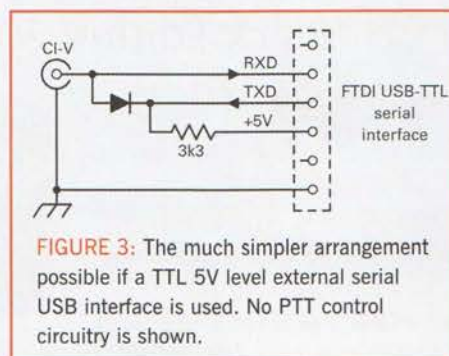 CI-V
RXD
TXD
+5V
3k3
FTDI USB-TTL
serial
interface
FIGURE 3: The much simpler arrangement
possible if a TTL 5V level external serial
USB interface is used. No PTT control
circuitry is shown.